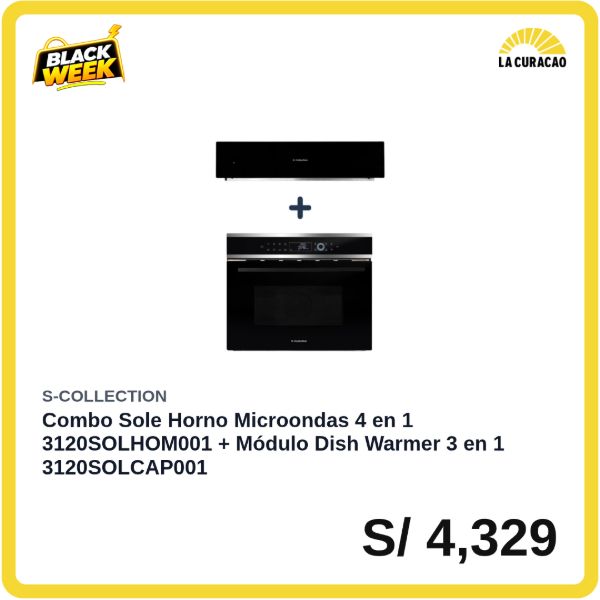 BLACK
WEEK
LA CURACAO
S-COLLECTION
Combo Sole Horno Microondas 4 en 1
3120SOLHOM001 + Módulo Dish Warmer 3 en 1
3120SOLCAP001
S/ 4,329